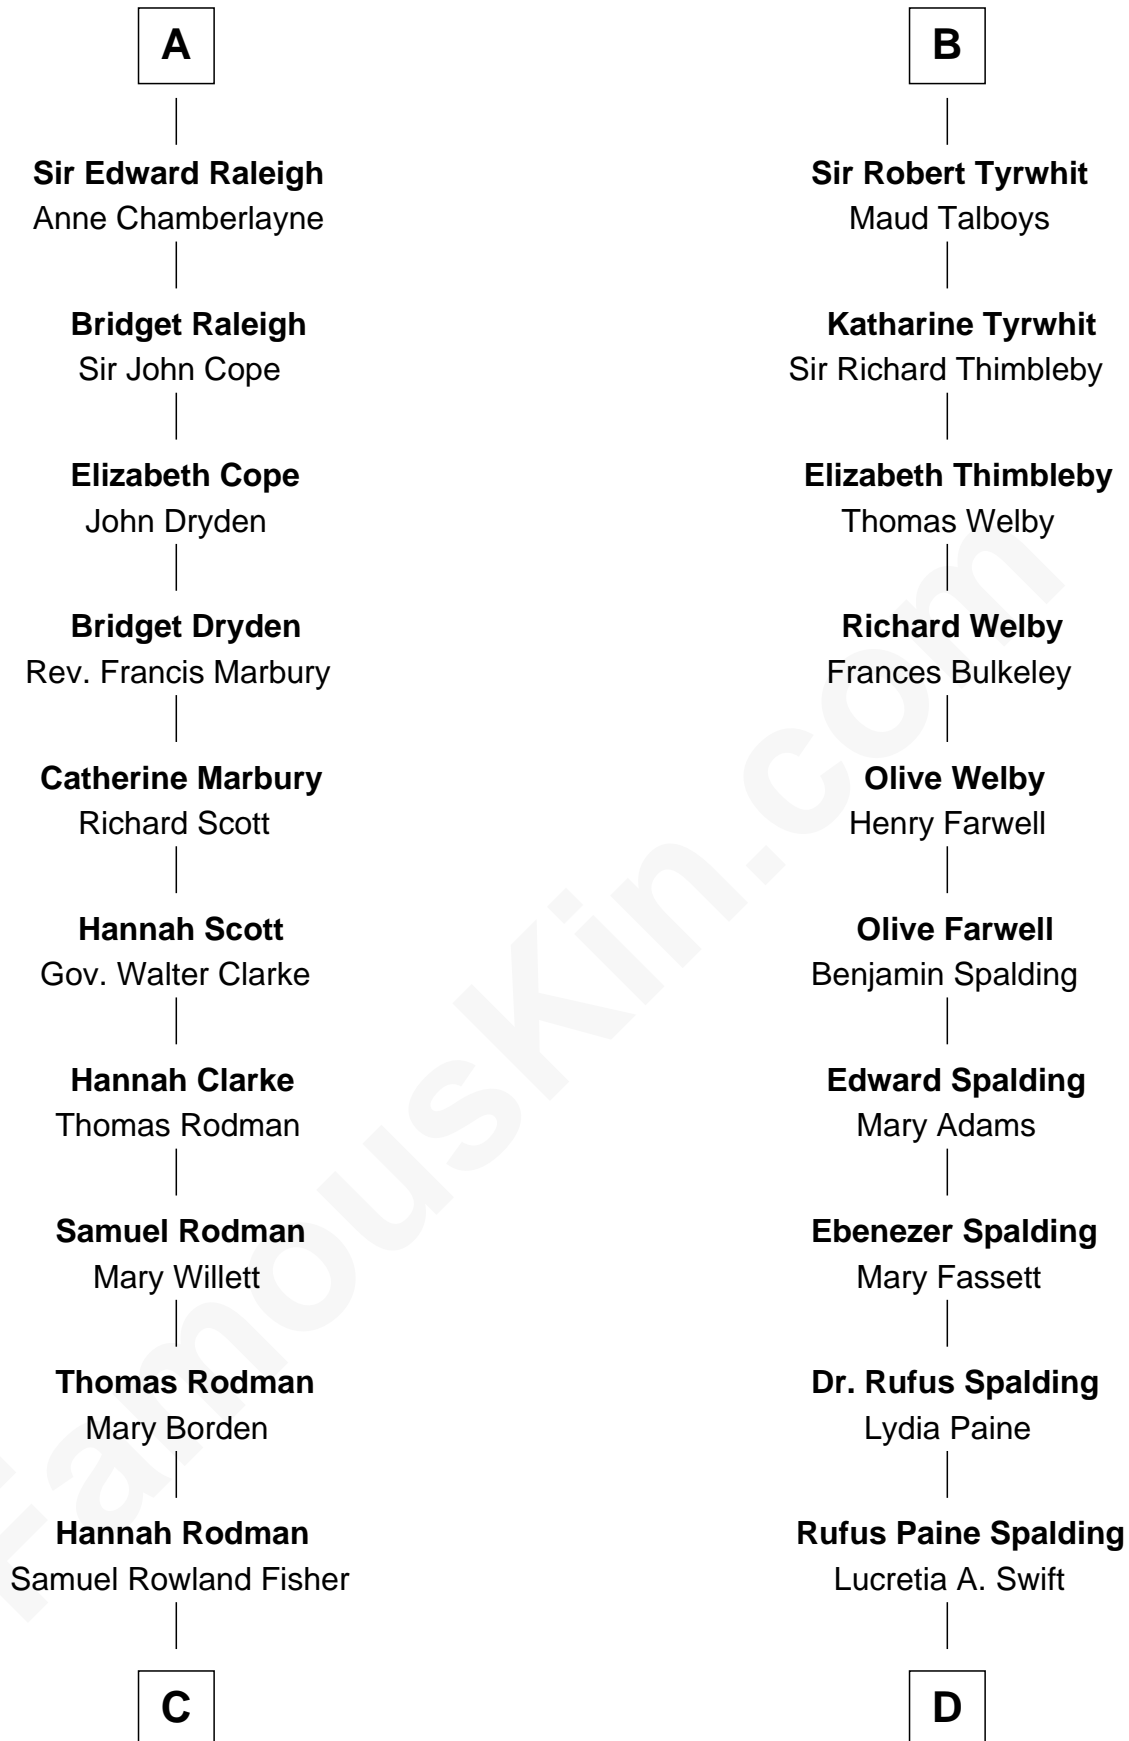 A
Sir Edward Raleigh
Anne Chamberlayne
Bridget Raleigh
Sir John Cope
Elizabeth Cope
John Dryden
Bridget Dryden
Rev. Francis Marbury
Catherine Marbury
Richard Scott
Hannah Scott
Gov. Walter Clarke
Hannah Clarke
Thomas Rodman
Samuel Rodman
Mary Willett
Thomas Rodman
Mary Borden
Hannah Rodman
Samuel Rowland Fisher
C
B
Sir Robert Tyrwhit
Maud Talboys
Katharine Tyrwhit
Sir Richard Thimbleby
Elizabeth Thimbleby
Thomas Welby
Richard Welby
Frances Bulkeley
Olive Welby
Henry Farwell
Olive Farwell
Benjamin Spalding
Edward Spalding
Mary Adams
Ebenezer Spalding
Mary Fassett
Dr. Rufus Spalding
Lydia Paine
Rufus Paine Spalding
Lucretia A. Swift
D
FamousKin.com